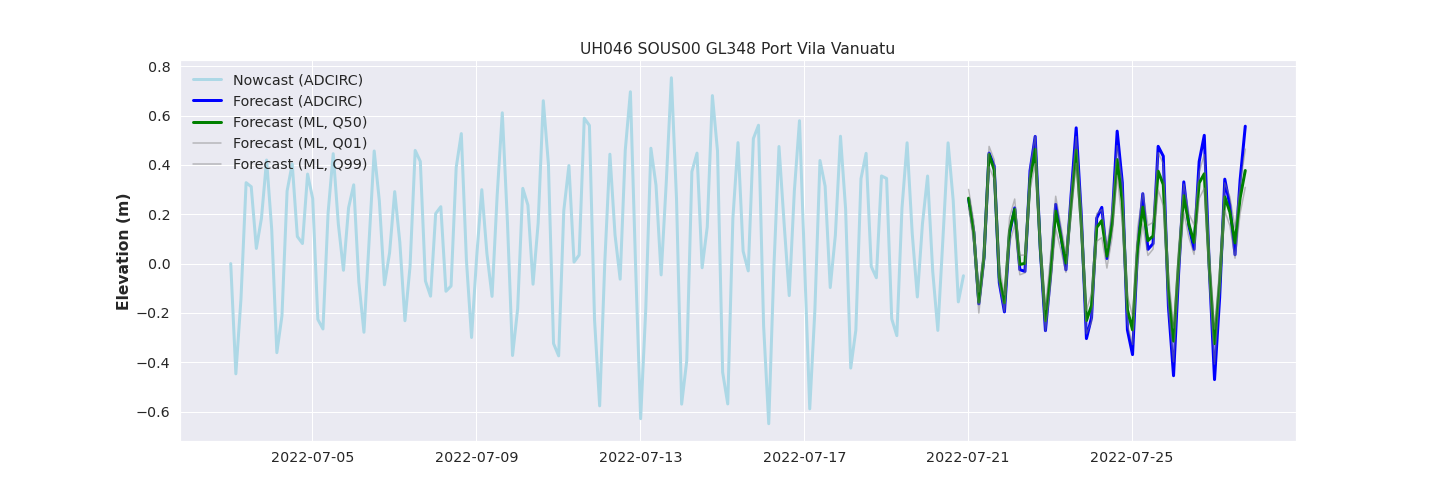 UH046 SOUS00 GL348 Port Vila Vanuatu
Elevation (m)
0.8
0.6
0.4
0.2
0.0
−0.2
−0.4
−0.6
Nowcast (ADCIRC)
Forecast (ADCIRC)
Forecast (ML, Q50)
Forecast (ML, Q01)
Forecast (ML, Q99)
2022-07-05 2022-07-09 2022-07-13 2022-07-17 2022-07-21 2022-07-25